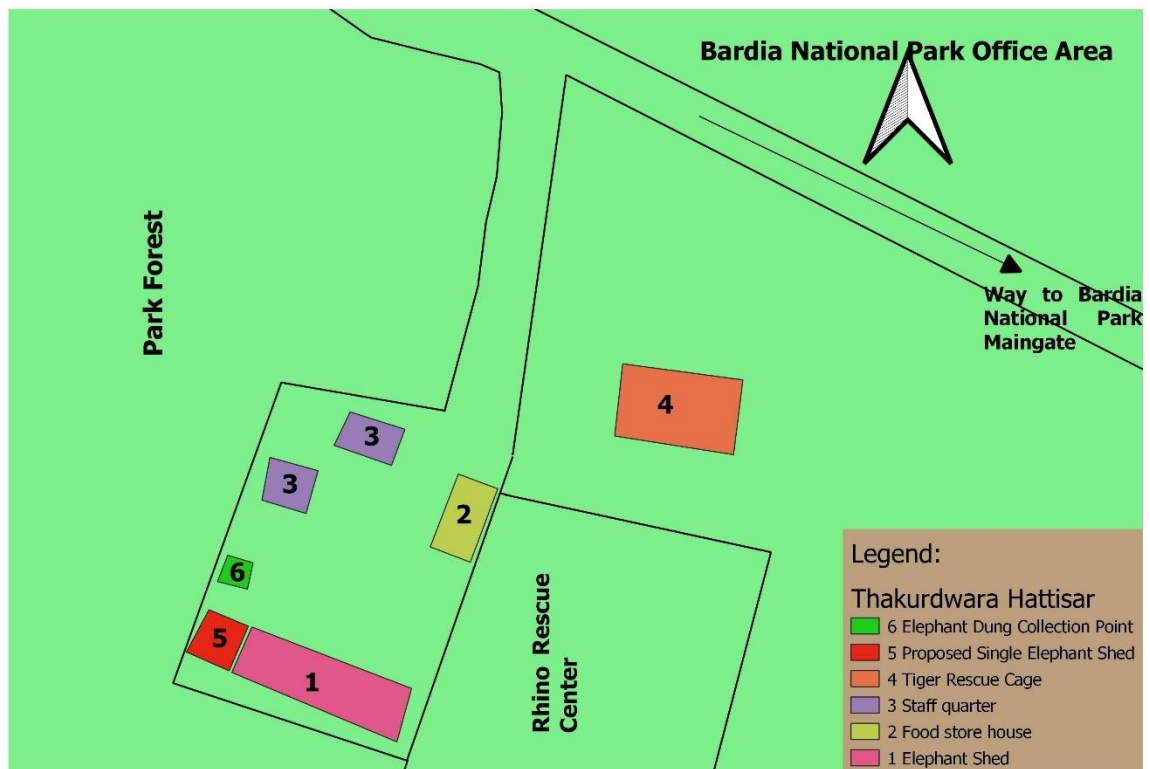 Bardia National Park Office Area
Park Forest
Way to Bardia
National Park
Maingate
4
3
3
2
6
5
1
Rhino Rescue
Center
Legend:
Thakurdwara Hattisar
6 Elephant Dung Collection Point
5 Proposed Single Elephant Shed
4 Tiger Rescue Cage
3 Staff quarter
2 Food store house
1 Elephant Shed